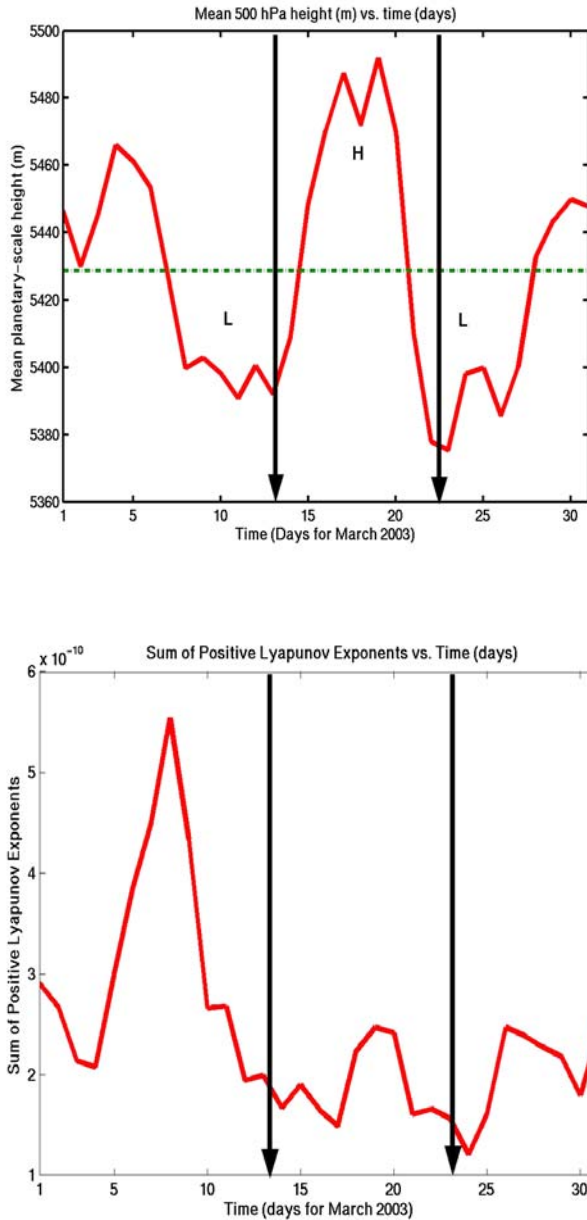 Mean 500 hPa height (m) vs. time (days)
5500
5480
5460
5440
5420
5400
5380
5360
Mean planetary-scale height (m)
H
L
L
1 5 10 15 20 25 30
Time (Days for March 2003)
6 x 10^-10
Sum of Positive Lyapunov Exponents vs. Time (days)
5
4
3
2
1
Sum of Positive Lyapunov Exponents
1 5 10 15 20 25 30
Time (days for March 2003)